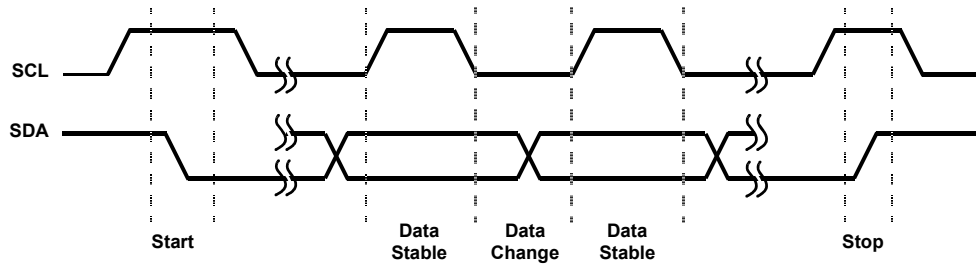 SCL
SDA
Start
Data
Stable
Data
Change
Data
Stable
Stop